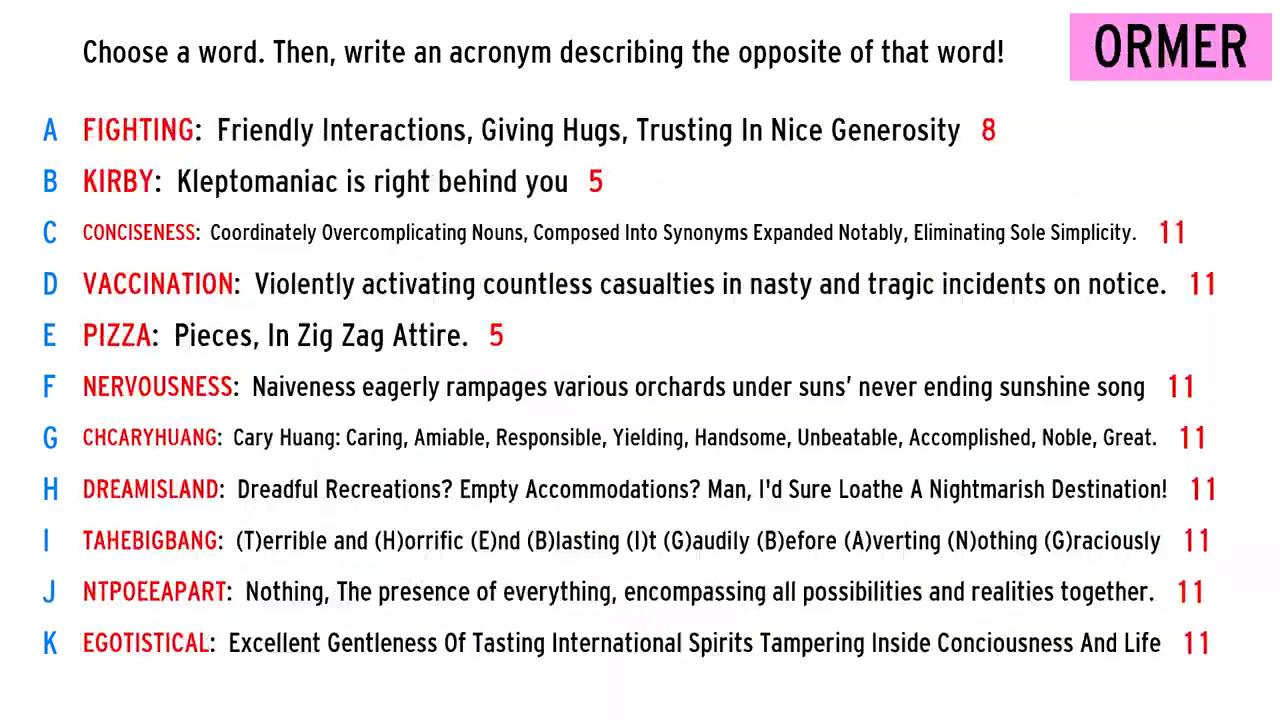 Choose a word. Then, write an acronym describing the opposite of that word!
ORMER
A FIGHTING: Friendly Interactions, Giving Hugs, Trusting In Nice Generosity 8
B KIRBY: Kleptomaniac is right behind you 5
C CONCISENESS: Coordinately Overcomplicating Nouns, Composed Into Synonyms Expanded Notably, Eliminating Sole Simplicity. 11
D VACCINATION: Violently activating countless casualties in nasty and tragic incidents on notice. 11
E PIZZA: Pieces, In Zig Zag Attire. 5
F NERVOUSNESS: Naiveness eagerly rampages various orchards under suns' never ending sunshine song 11
G CHCARYHUANG: Cary Huang: Caring, Amiable, Responsible, Yielding, Handsome, Unbeatable, Accomplished, Noble, Great. 11
H DREAMISLAND: Dreadful Recreations? Empty Accommodations? Man, I'd Sure Loathe A Nightmarish Destination! 11
I TAHEBIGBANG: (T)errible and (H)orrific (E)nd (B)lasting (I)t (G)audily (B)efore (A)verting (N)othing (G)raciously 11
J NTPOEEAPART: Nothing, The presence of everything, encompassing all possibilities and realities together. 11
K EGOTISTICAL: Excellent Gentleness Of Tasting International Spirits Tampering Inside Conciousness And Life 11